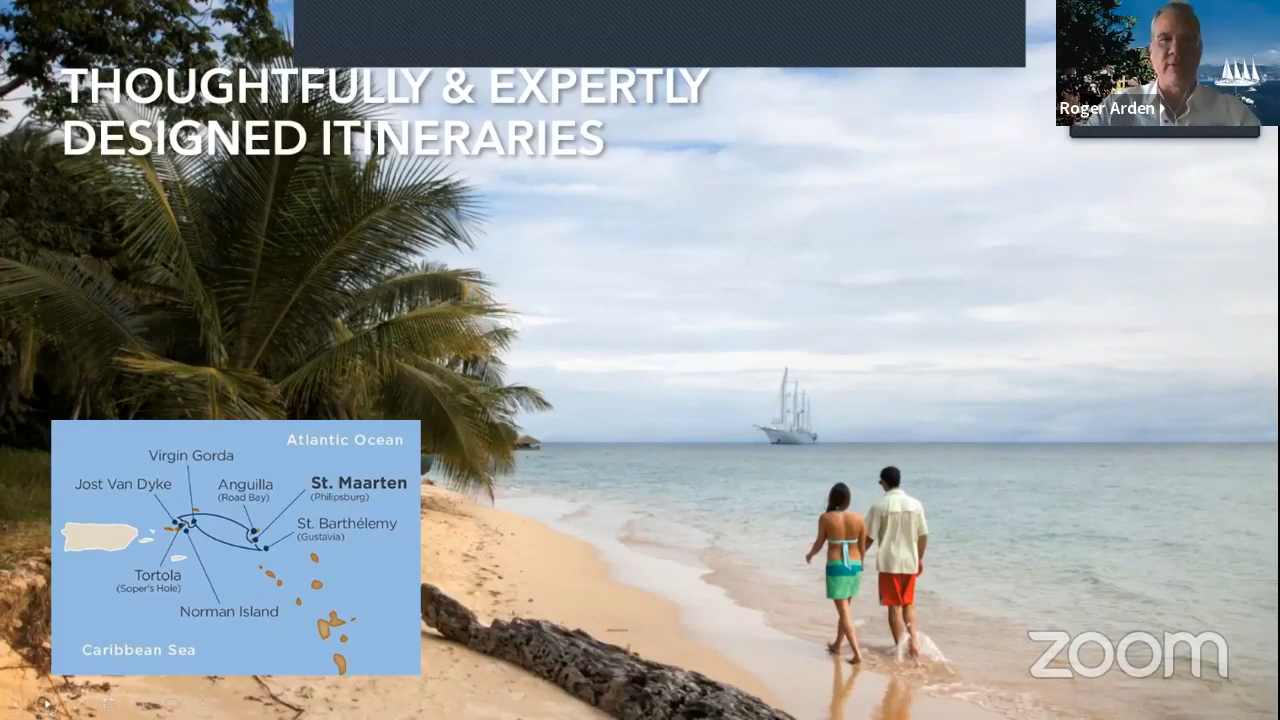 THOUGHTFULLY & EXPERTLY
DESIGNED ITINERARIES
Roger Arden
Atlantic Ocean
Virgin Gorda
Jost Van Dyke
Anguilla
(Road Bay)
St. Maarten
(Philipsburg)
St. Barthélemy
(Gustavia)
Tortola
(Soper's Hole)
Norman Island
Caribbean Sea
zoom